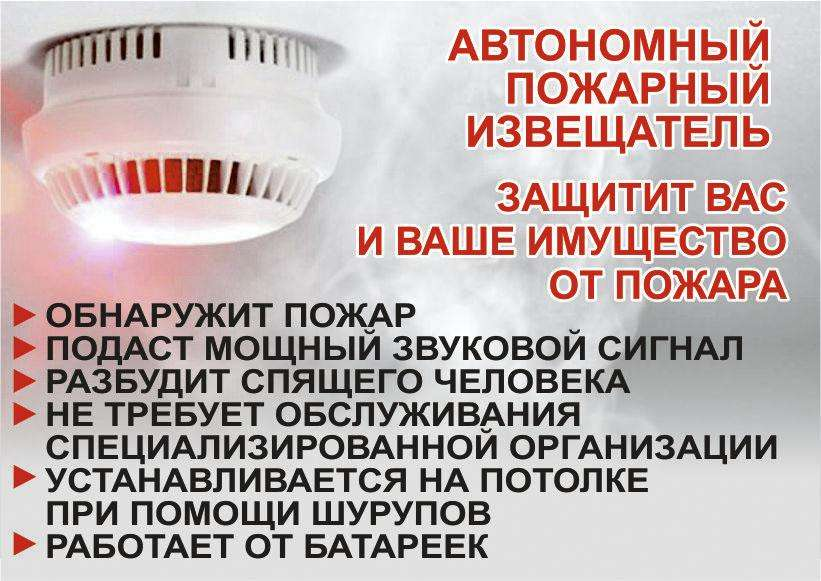 АВТОНОМНЫЙ
ПОЖАРНЫЙ
ИЗВЕЩАТЕЛЬ
ЗАЩИТИТ ВАС
И ВАШЕ ИМУЩЕСТВО
ОТ ПОЖАРА
ОБНАРУЖИТ ПОЖАР
ПОДАСТ МОЩНЫЙ ЗВУКОВОЙ СИГНАЛ
РАЗБУДИТ СПЯЩЕГО ЧЕЛОВЕКА
НЕ ТРЕБУЕТ ОБСЛУЖИВАНИЯ
СПЕЦИАЛИЗИРОВАННОЙ ОРГАНИЗАЦИИ
УСТАНАВЛИВАЕТСЯ НА ПОТОЛКЕ
ПРИ ПОМОЩИ ШУРУПОВ
РАБОТАЕТ ОТ БАТАРЕЕК